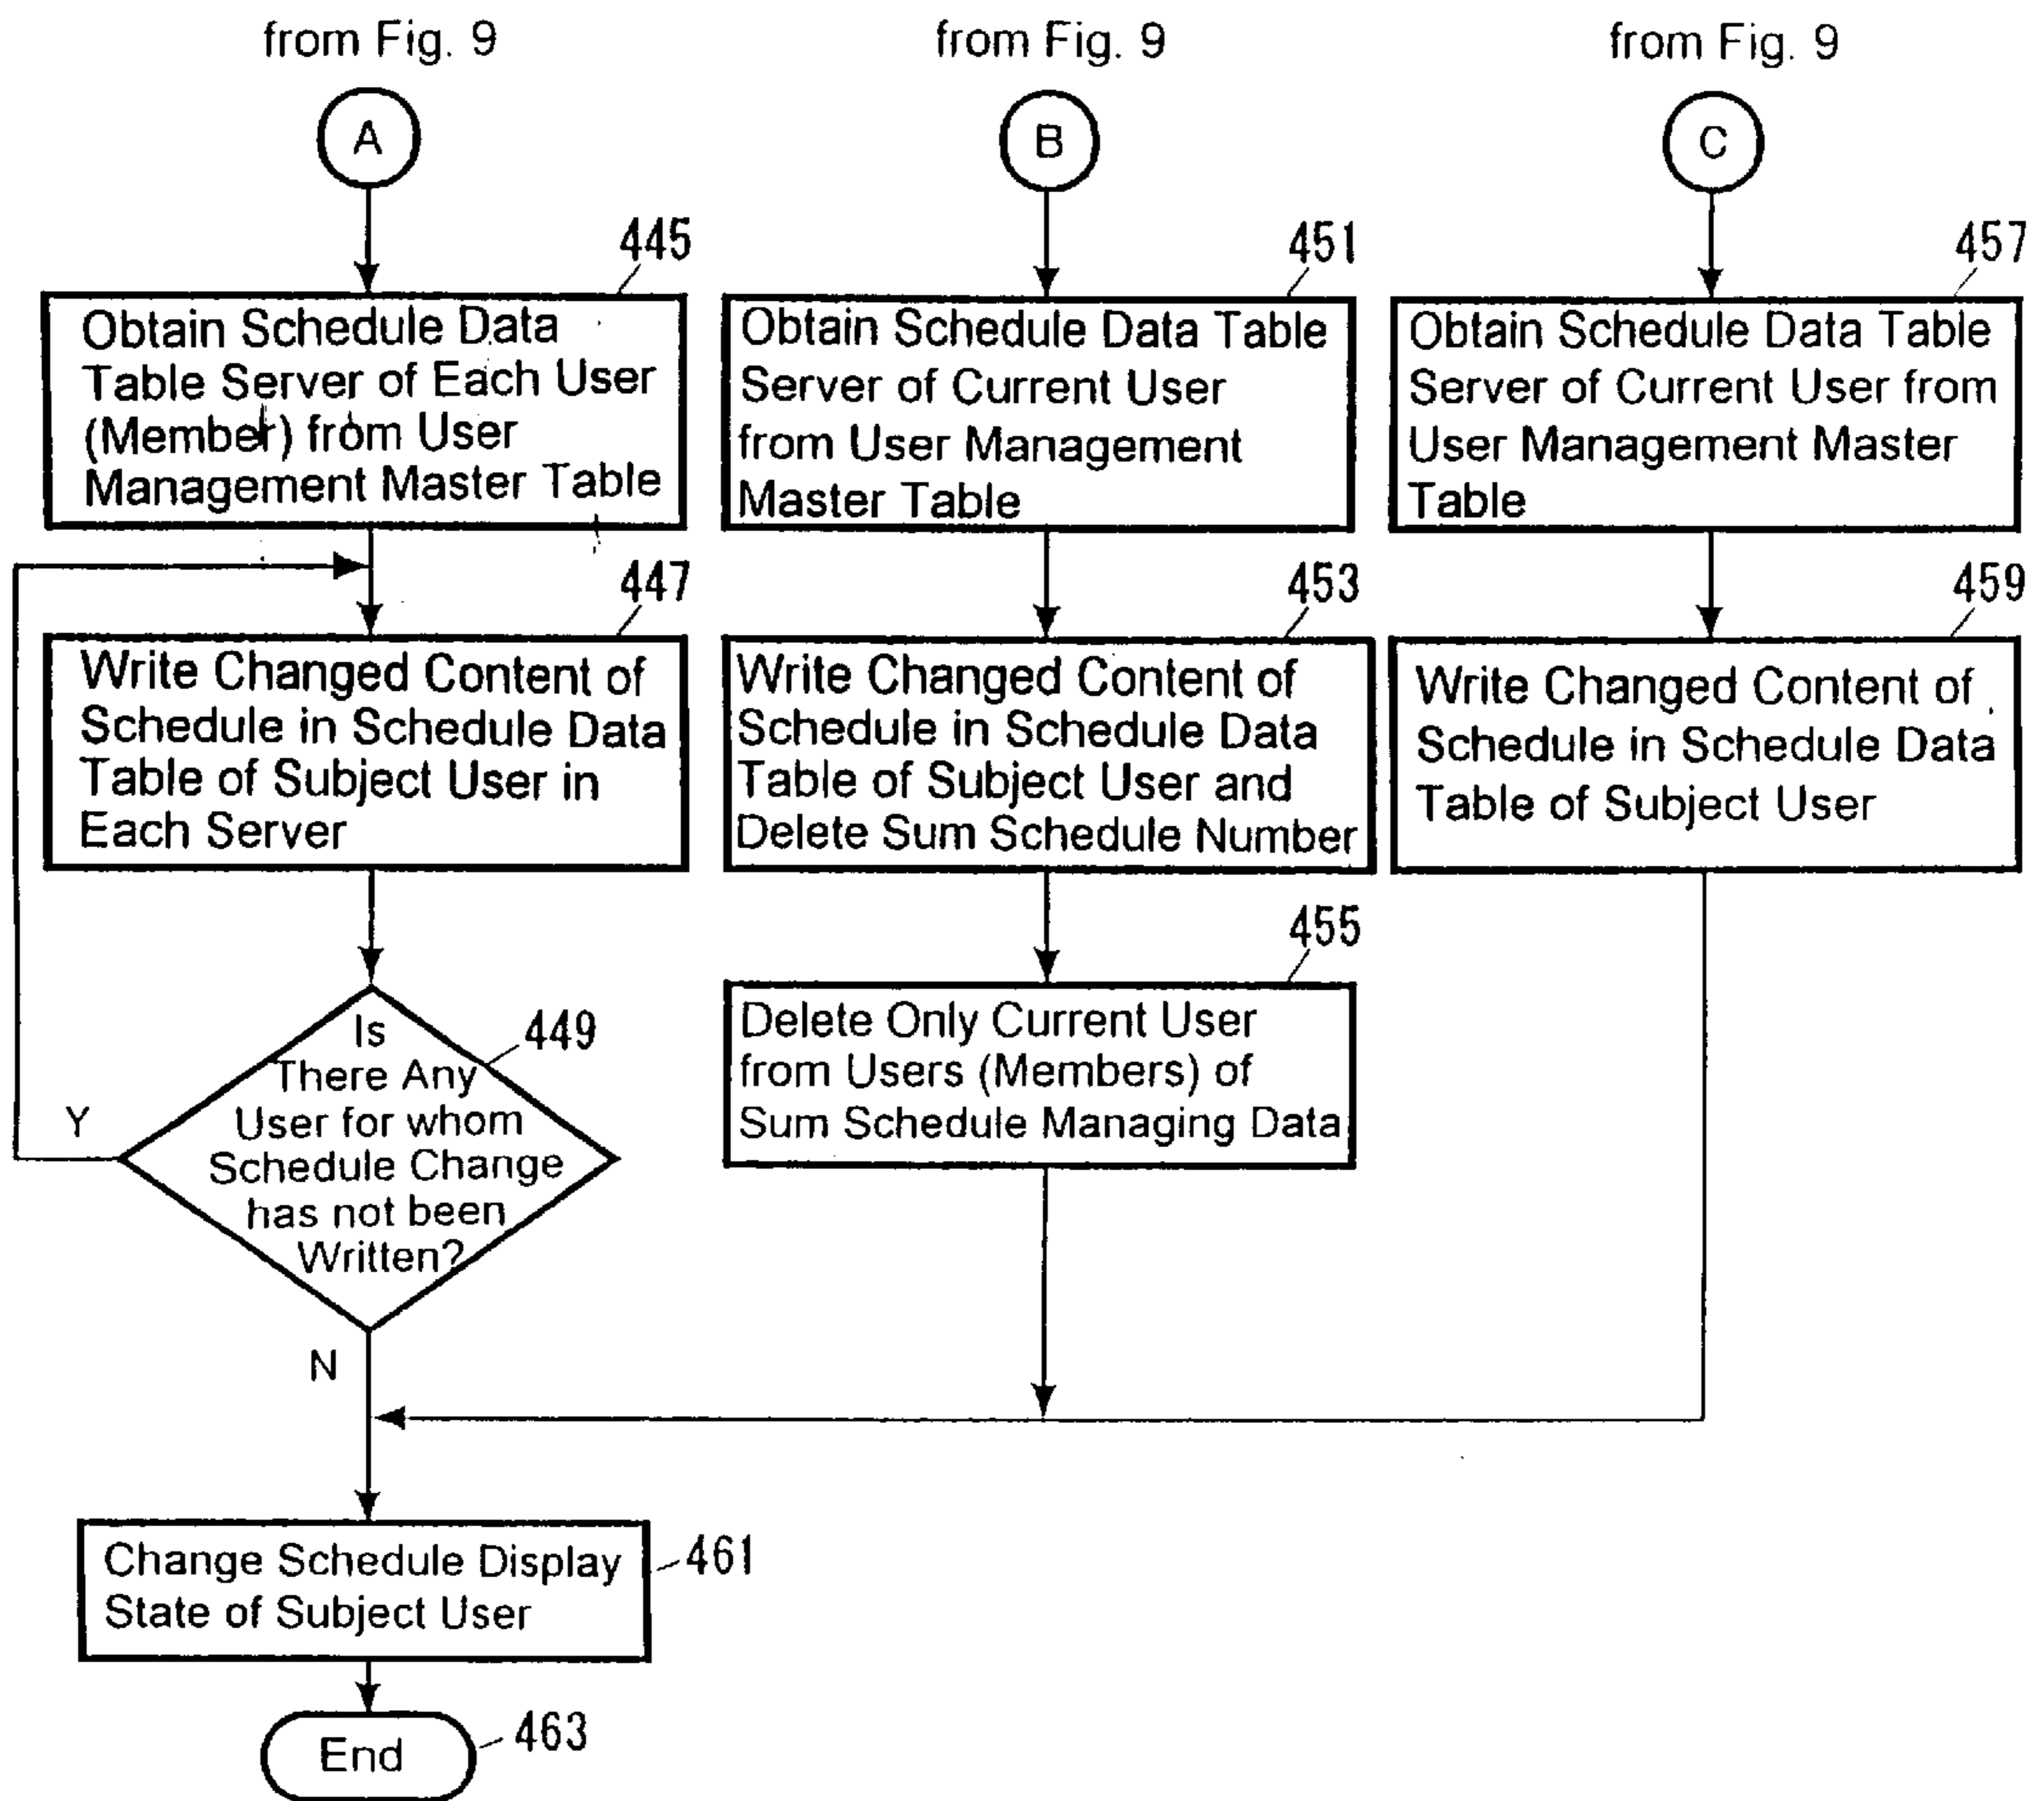 from Fig. 9
from Fig. 9
from Fig. 9
A
B
C
445
Obtain Schedule Data
Table Server of Each User
(Member) from User
Management Master Table
451
Obtain Schedule Data Table
Server of Current User
from User Management
Master Table
457
Obtain Schedule Data Table
Server of Current User from
User Management Master
Table
447
Write Changed Content of
Schedule in Schedule Data
Table of Subject User in
Each Server
453
Write Changed Content of
Schedule in Schedule Data
Table of Subject User and
Delete Sum Schedule Number
459
Write Changed Content of
Schedule in Schedule Data
Table of Subject User
449
Is
There Any
User for whom
Schedule Change
has not been
Written?
Y
N
455
Delete Only Current User
from Users (Members) of
Sum Schedule Managing Data
461
Change Schedule Display
State of Subject User
End
463